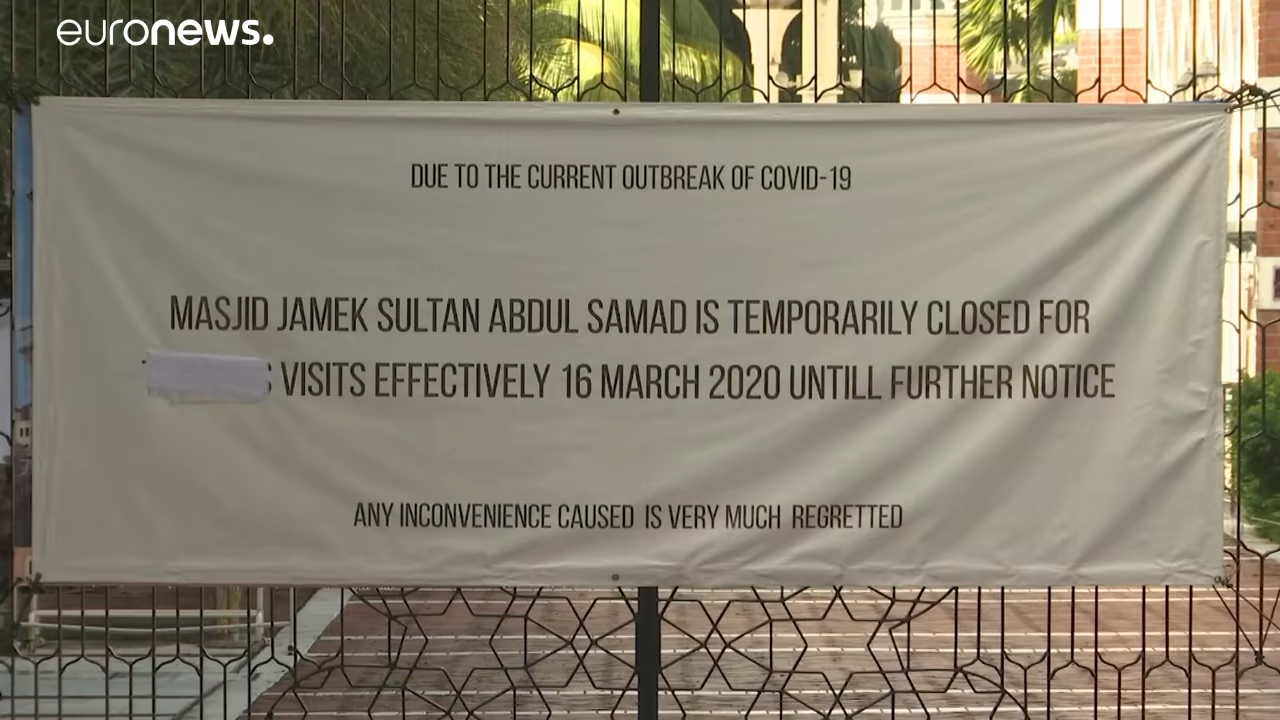 euronews.
DUE TO THE CURRENT OUTBREAK OF COVID-19
MASJID JAMEK SULTAN ABDUL SAMAD IS TEMPORARILY CLOSED FOR
VISITS EFFECTIVELY 16 MARCH 2020 UNTILL FURTHER NOTICE
ANY INCONVENIENCE CAUSED IS VERY MUCH REGRETTED